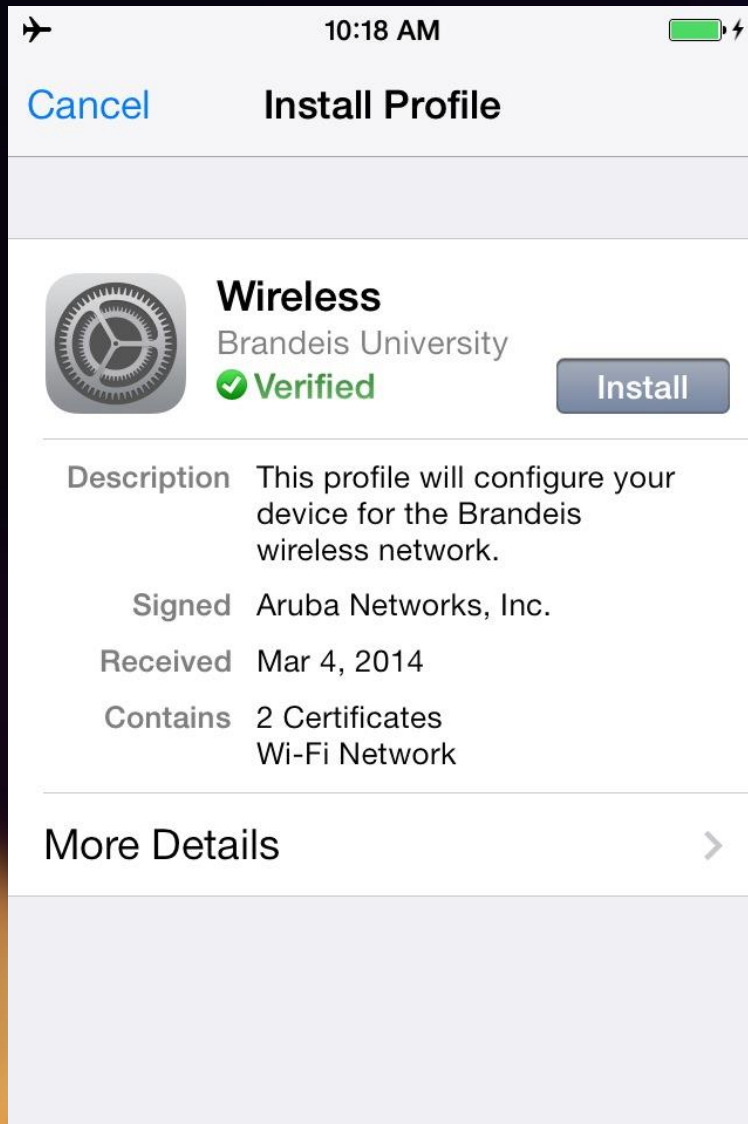 10:18 AM
Cancel
Install Profile
Wireless
Brandeis University
Verified
Install
Description This profile will configure your
device for the Brandeis
wireless network.
Signed Aruba Networks, Inc.
Received Mar 4, 2014
Contains 2 Certificates
Wi-Fi Network
More Details